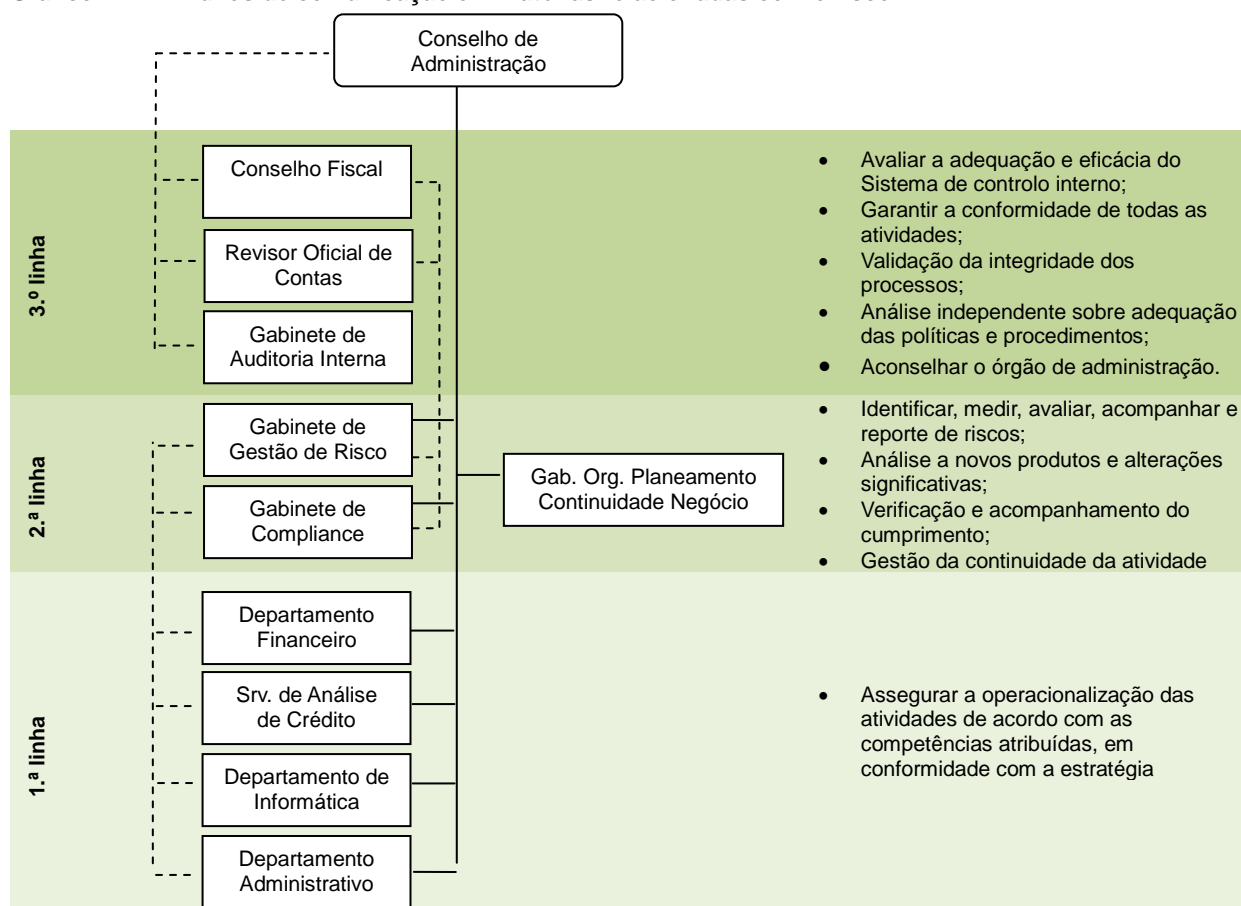 Conselho de
Administração
3.º linha
Conselho Fiscal
Revisor Oficial de
Contas
Gabinete de
Auditoria Interna
• Avaliar a adequação e eficácia do
Sistema de controlo interno;
• Garantir a conformidade de todas as
atividades;
• Validação da integridade dos
processos;
• Análise independente sobre adequação
das políticas e procedimentos;
• Aconselhar o órgão de administração.
2.ª linha
Gabinete de
Gestão de Risco
Gabinete de
Compliance
Gab. Org. Planeamento
Continuidade Negócio
• Identificar, medir, avaliar, acompanhar e
reporte de riscos;
• Análise a novos produtos e alterações
significativas;
• Verificação e acompanhamento do
cumprimento;
• Gestão da continuidade da atividade
1.ª linha
Departamento
Financeiro
Srv. de Análise
de Crédito
Departamento de
Informática
Departamento
Administrativo
• Assegurar a operacionalização das
atividades de acordo com as
competências atribuídas, em
conformidade com a estratégia